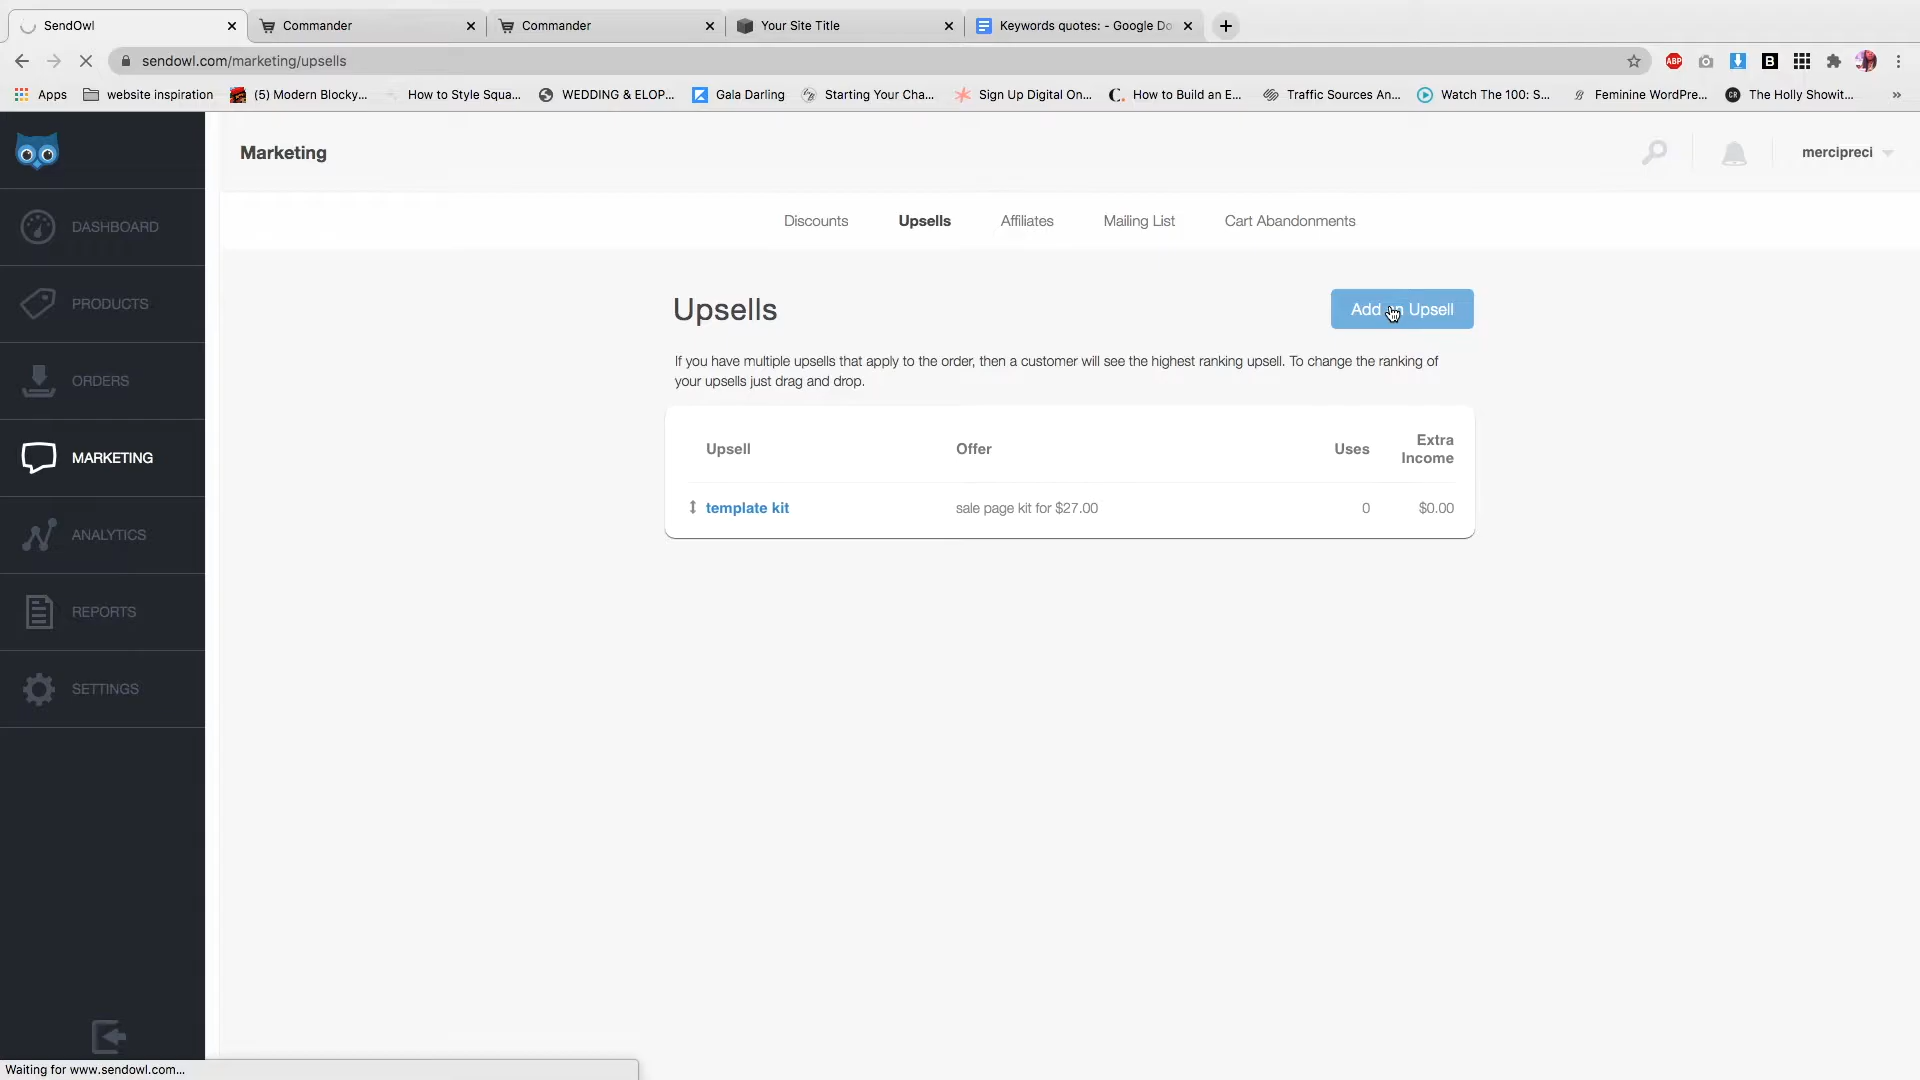 SendOwl
Commander
Commander
Your Site Title
Keywords quotes: - Google Do
sendowl.com/marketing/upsells
ABP
B
Apps
website inspiration
(5) Modern Blocky...
How to Style Squa...
WEDDING & ELOP...
Gala Darling
Starting Your Cha...
Sign Up Digital On...
How to Build an E...
Traffic Sources An...
Watch The 100: S...
Feminine WordPre...
CR
The Holly Showit...
»
Marketing
mercipreci
DASHBOARD
PRODUCTS
ORDERS
MARKETING
ANALYTICS
REPORTS
SETTINGS
Discounts
Upsells
Affiliates
Mailing List
Cart Abandonments
Upsells
Add an Upsell
If you have multiple upsells that apply to the order, then a customer will see the highest ranking upsell. To change the ranking of
your upsells just drag and drop.
Upsell
Offer
Uses
Extra
Income
template kit
sale page kit for $27.00
0
$0.00
Waiting for www.sendowl.com...